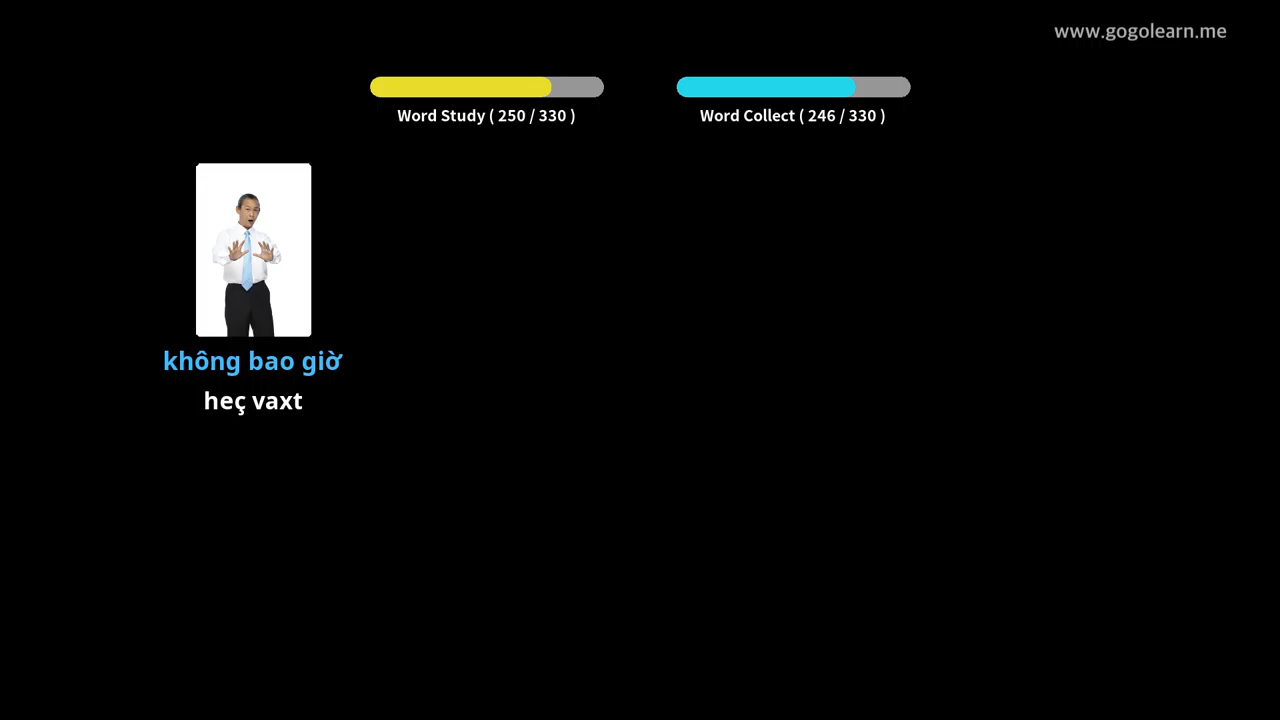 www.gogolearn.me
Word Study ( 250 / 330 )
Word Collect ( 246 / 330 )
không bao giờ
heç vaxt